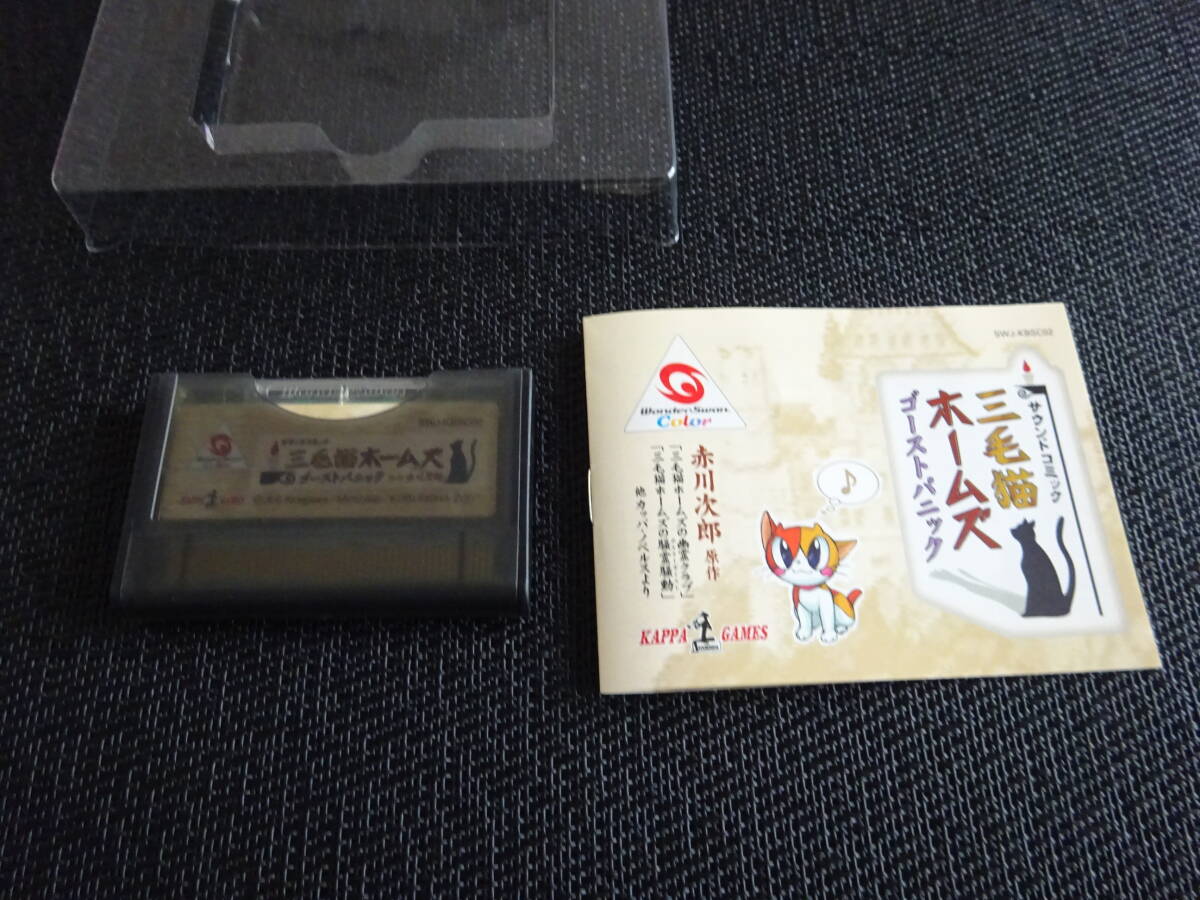 WonderSwan
三毛猫ホームズ
ゴーストパニック
KAPPA GAMES
SWJ-KBSC02
サウンドコミック
三毛猫
ホームズ
ゴーストパニック
WonderSwan
Color
赤川次郎 原作
「三毛猫ホームズの幽霊クラブ」
「三毛猫ホームズの騒霊騒動」
他カッパ・ノベルスより
♪
KAPPA GAMES